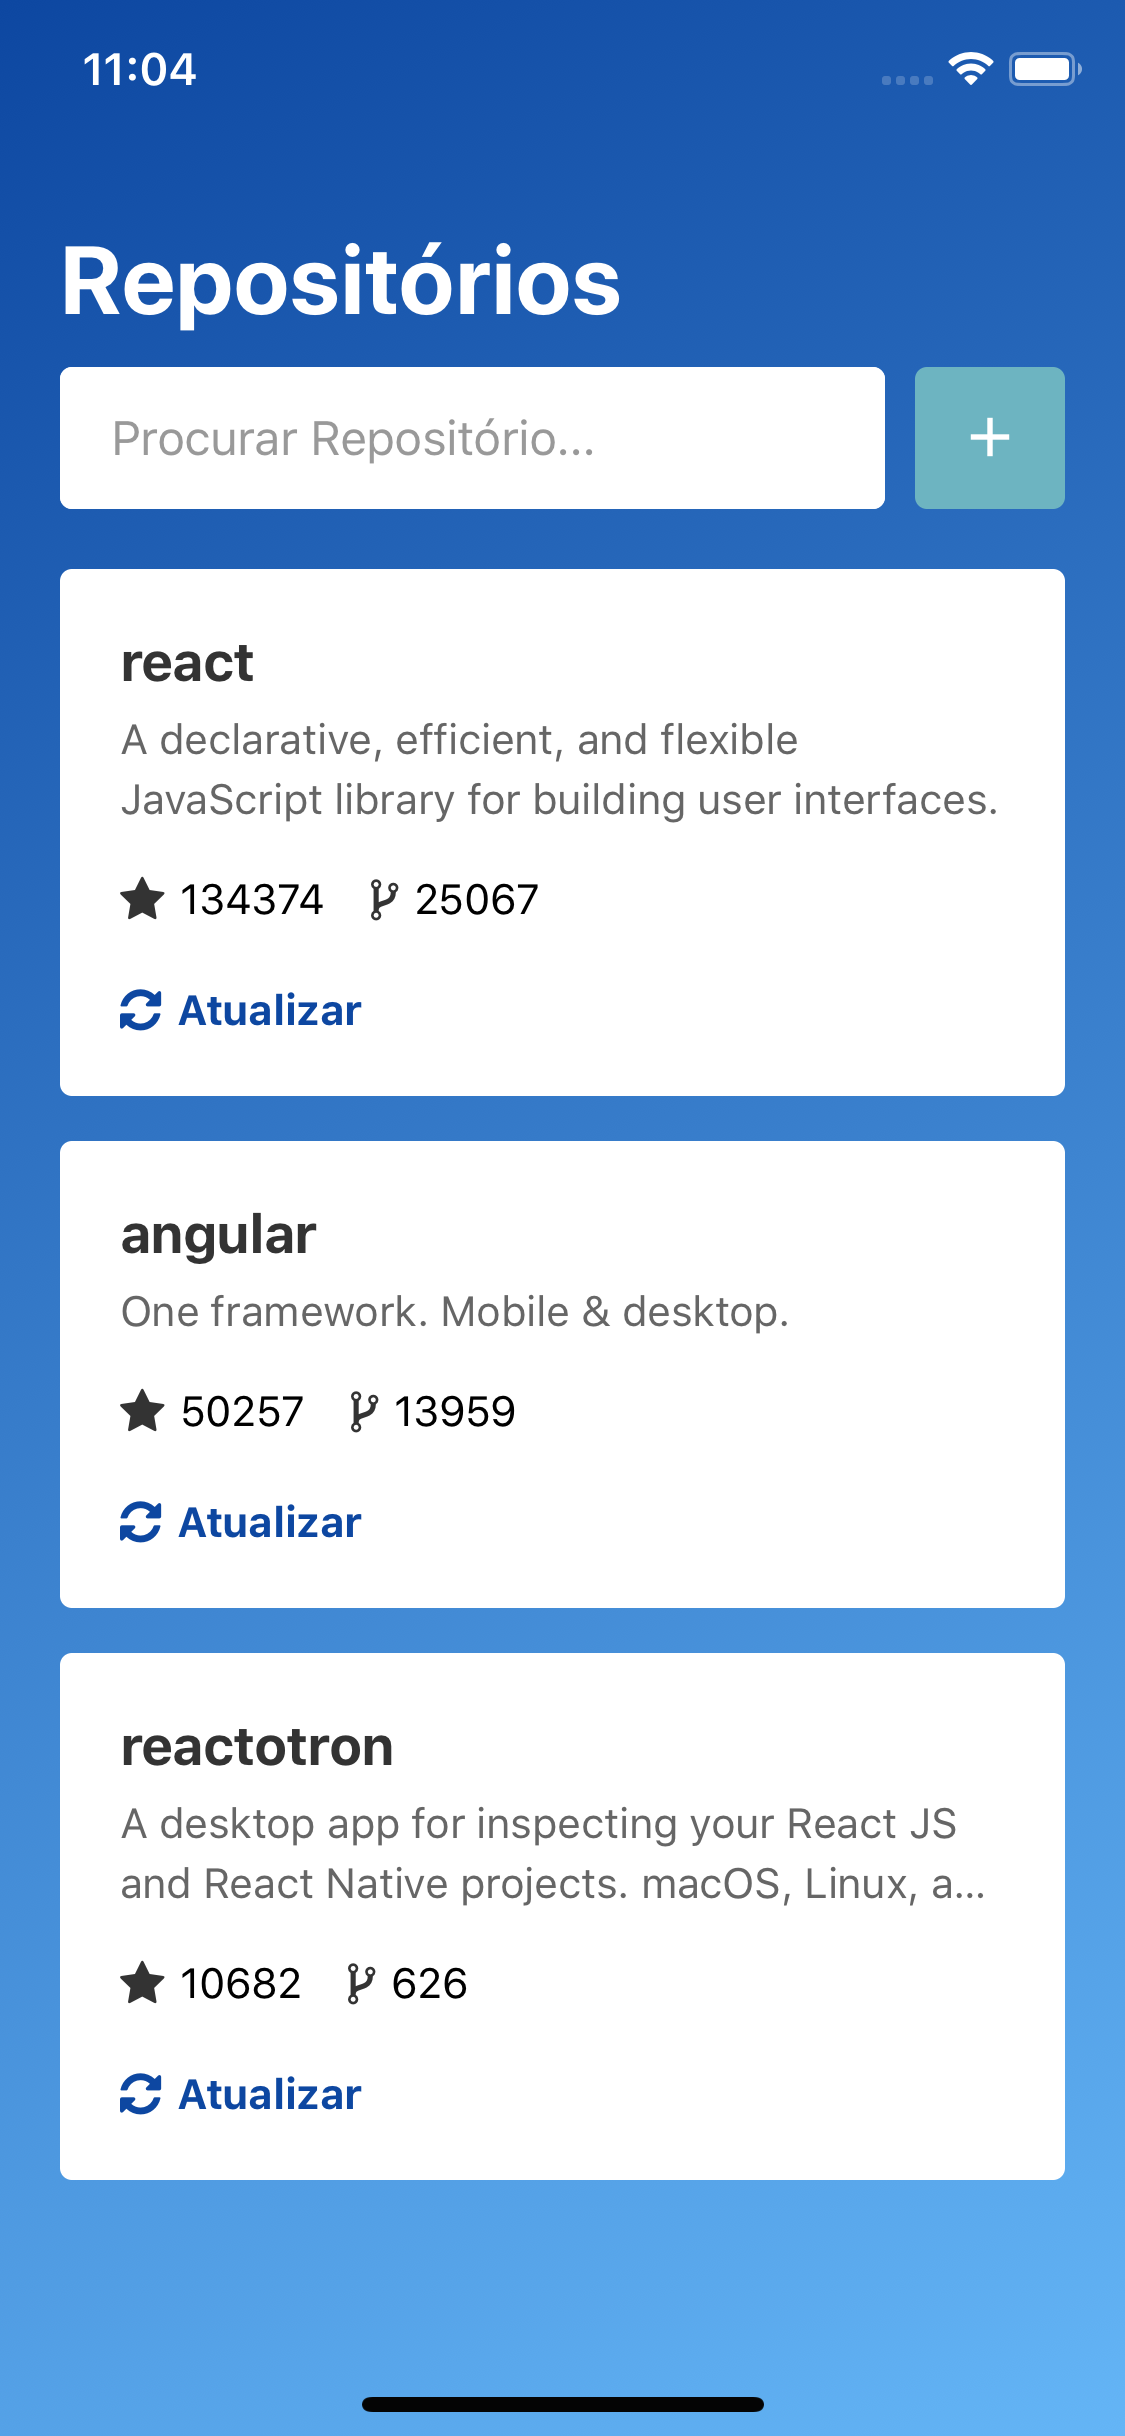 11:04
Repositórios
Procurar Repositório...
+
react
A declarative, efficient, and flexible
JavaScript library for building user interfaces.
134374 25067
Atualizar
angular
One framework. Mobile & desktop.
50257 13959
Atualizar
reactotron
A desktop app for inspecting your React JS
and React Native projects. macOS, Linux, a...
10682 626
Atualizar